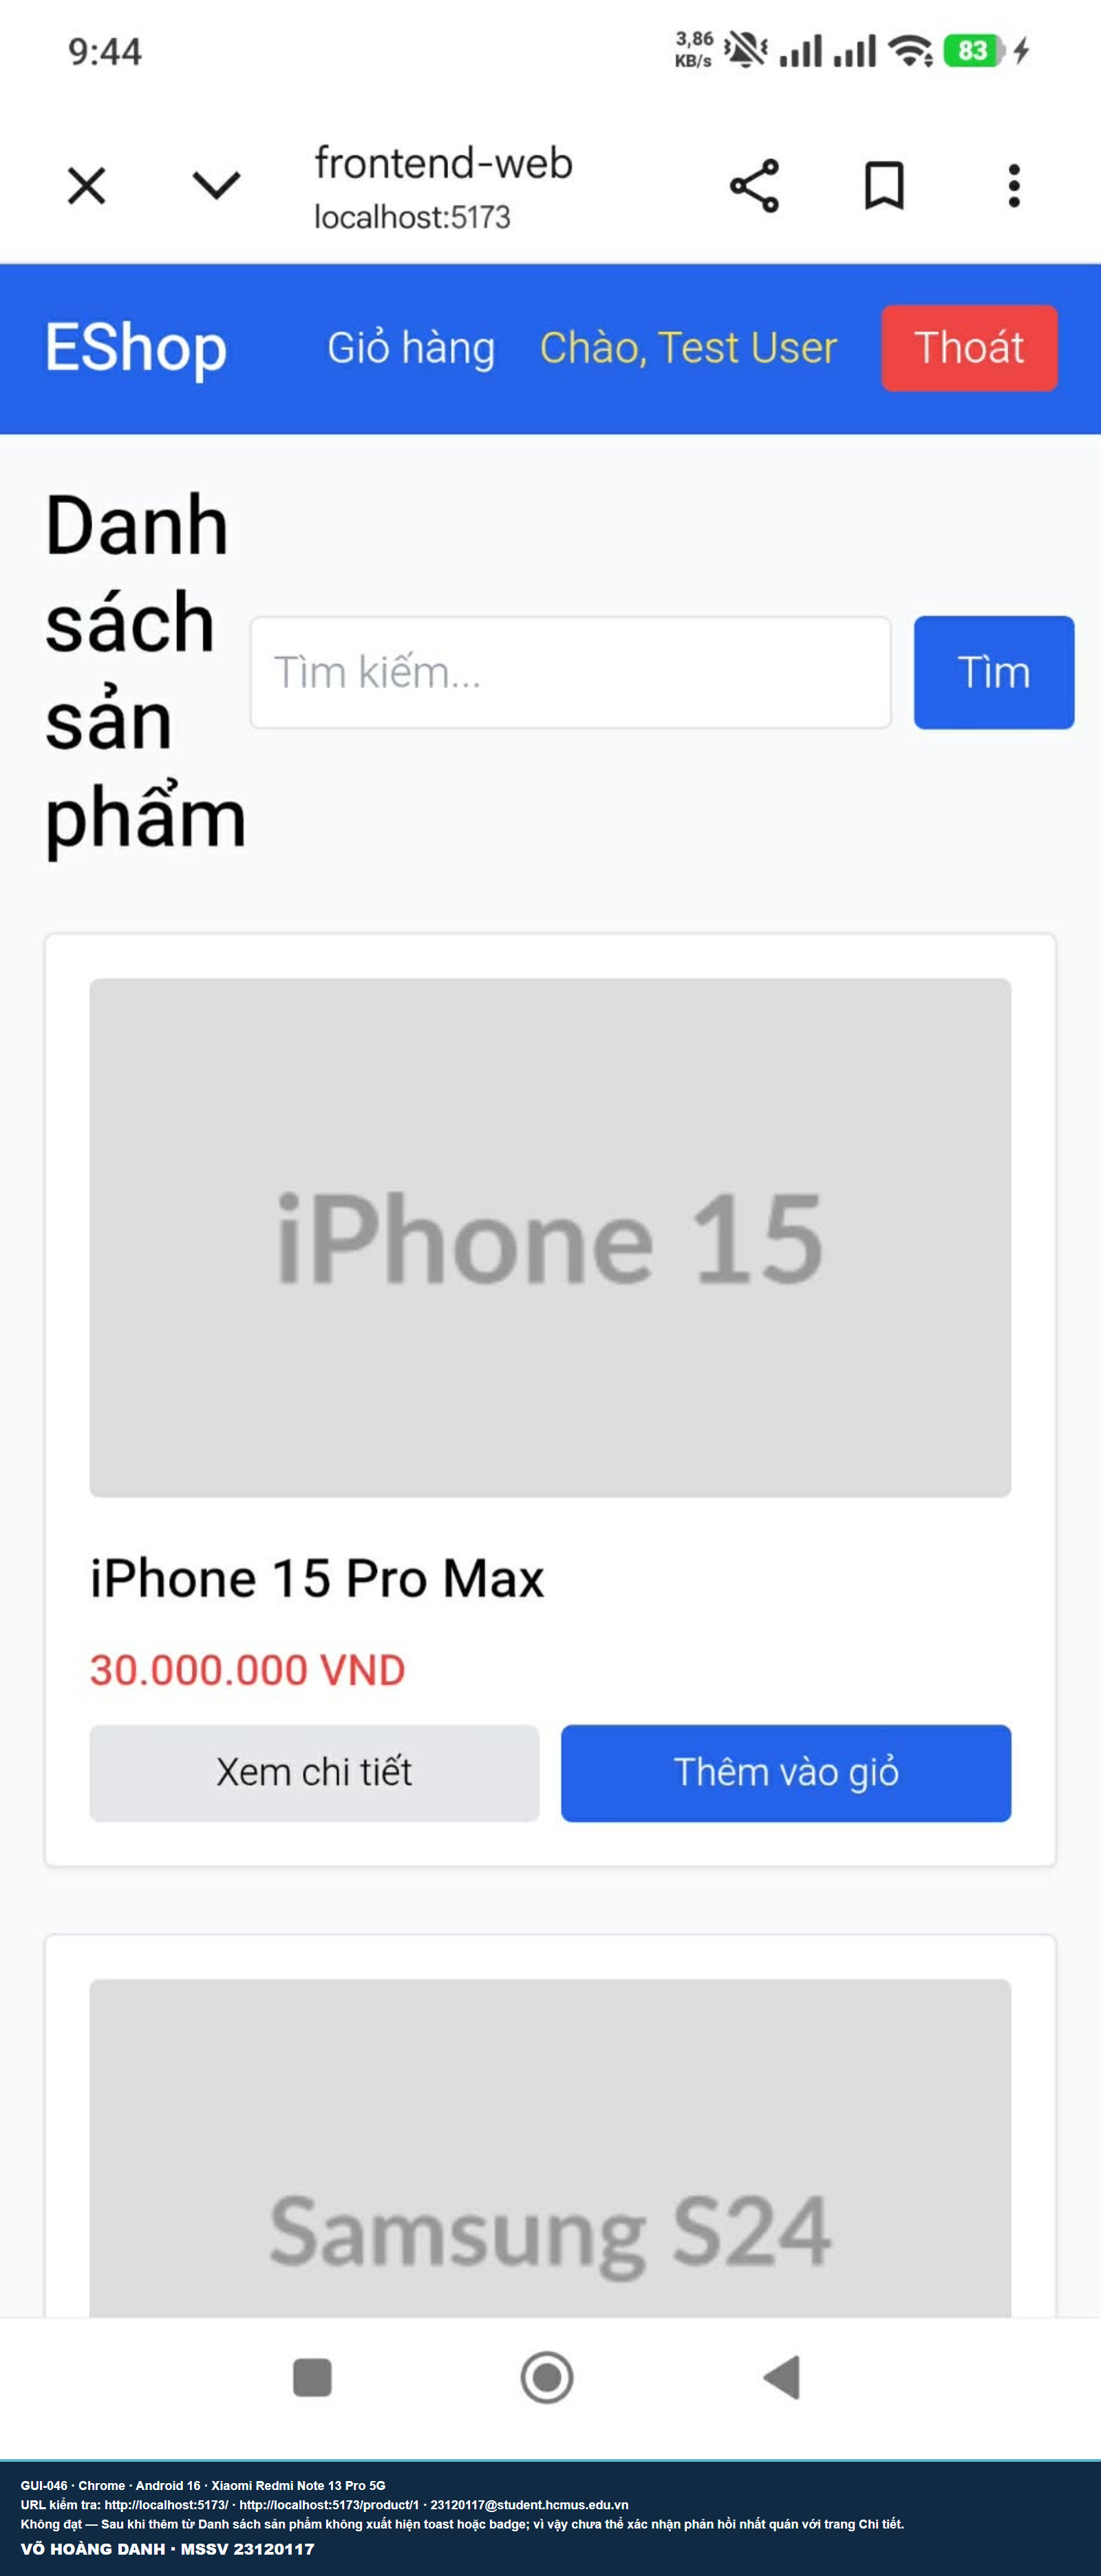 9:44
3,86
KB/s
83
frontend-web
localhost:5173
EShop
Giỏ hàng
Chào, Test User
Thoát
Danh
sách
sản
phẩm
Tìm kiếm...
Tìm
iPhone 15
iPhone 15 Pro Max
30.000.000 VND
Xem chi tiết
Thêm vào giỏ
Samsung S24
GUI-046 · Chrome · Android 16 · Xiaomi Redmi Note 13 Pro 5G
URL kiểm tra: http://localhost:5173/ · http://localhost:5173/product/1 · 23120117@student.hcmus.edu.vn
Không đạt — Sau khi thêm từ Danh sách sản phẩm không xuất hiện toast hoặc badge; vì vậy chưa thể xác nhận phản hồi nhất quán với trang Chi tiết.
VÕ HOÀNG DANH · MSSV 23120117